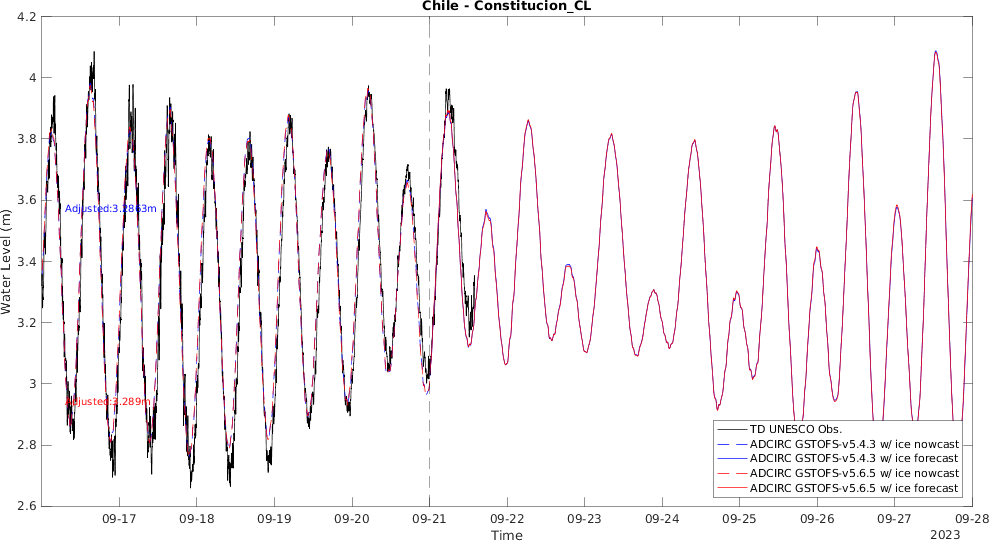 Chile - Constitucion_CL
4.2
4
3.8
3.6
3.4
3.2
3
2.8
2.6
Water Level (m)
Adjusted:3.2863m
Adjusted:3.289m
TD UNESCO Obs.
ADCIRC GSTOFS-v5.4.3 w/ ice nowcast
ADCIRC GSTOFS-v5.4.3 w/ ice forecast
ADCIRC GSTOFS-v5.6.5 w/ ice nowcast
ADCIRC GSTOFS-v5.6.5 w/ ice forecast
09-17 09-18 09-19 09-20 09-21 09-22 09-23 09-24 09-25 09-26 09-27 09-28
Time
2023